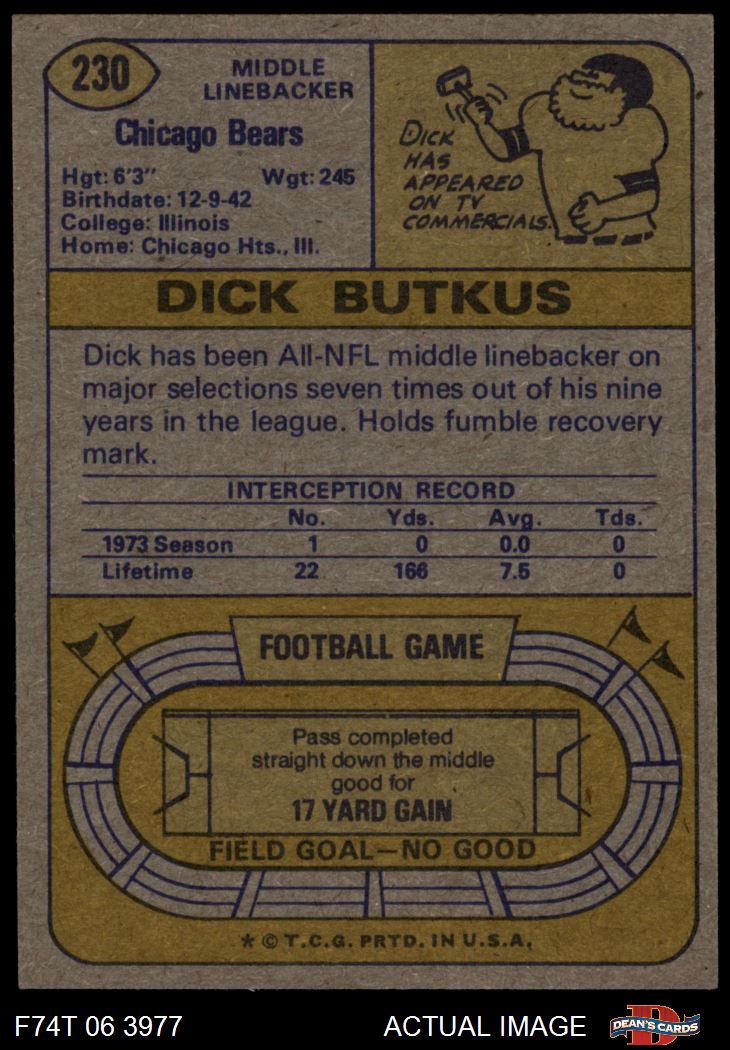 230
MIDDLE
LINEBACKER
Chicago Bears
Hgt: 6'3" Wgt: 245
Birthdate: 12-9-42
College: Illinois
Home: Chicago Hts., Ill.
DICK
HAS
APPEARED
ON TV
COMMERCIALS.
DICK BUTKUS
Dick has been All-NFL middle linebacker on
major selections seven times out of his nine
years in the league. Holds fumble recovery
mark.
INTERCEPTION RECORD
No. Yds. Avg. Tds.
1973 Season 1 0 0.0 0
Lifetime 22 166 7.5 0
FOOTBALL GAME
Pass completed
straight down the middle
good for
17 YARD GAIN
FIELD GOAL—NO GOOD
* © T.C.G. PRTD. IN U.S.A.
F74T 06 3977 ACTUAL IMAGE
DEAN'S CARDS